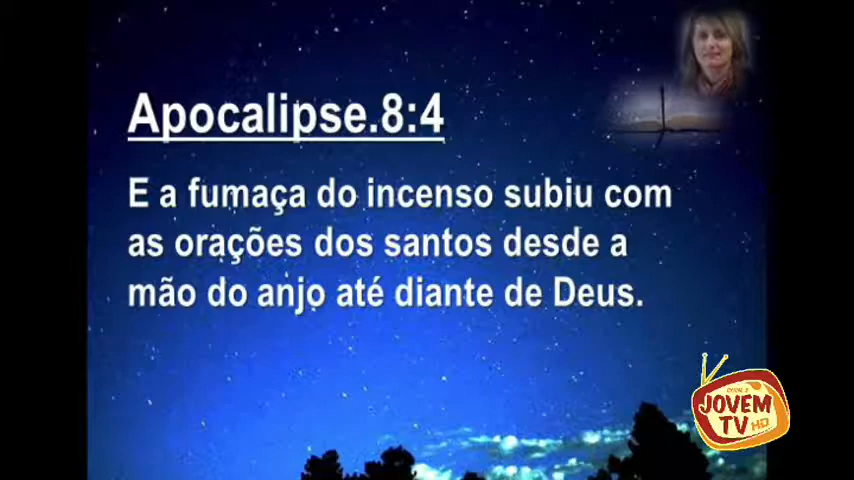 Apocalipse.8:4
E a fumaça do incenso subiu com
as orações dos santos desde a
mão do anjo até diante de Deus.
JOVEM
TV HD